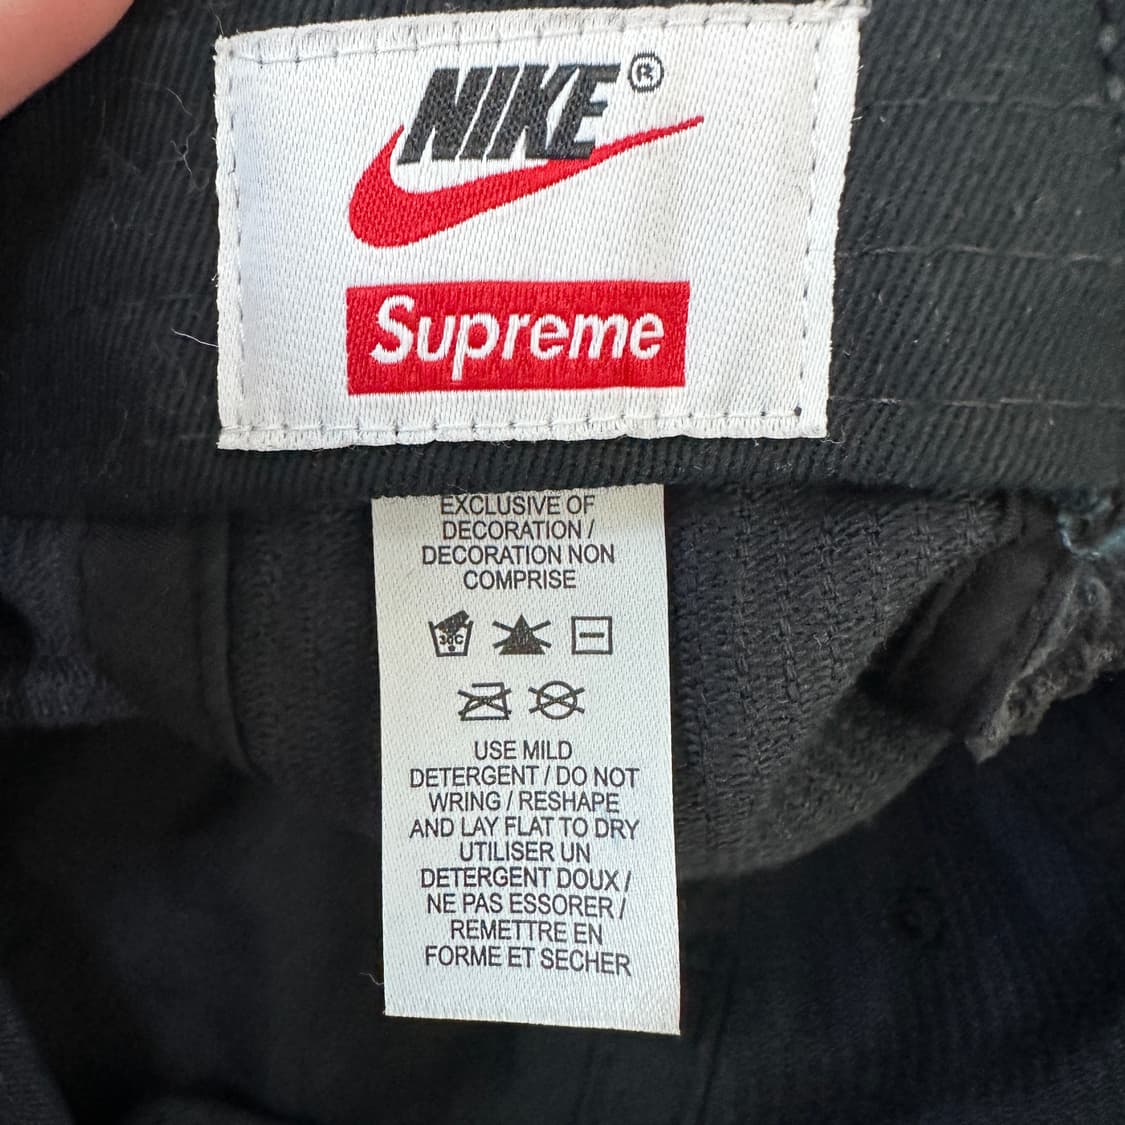 NIKE®
Supreme
EXCLUSIVE OF
DECORATION /
DECORATION NON
COMPRISE
30C
USE MILD
DETERGENT / DO NOT
WRING / RESHAPE
AND LAY FLAT TO DRY
UTILISER UN
DETERGENT DOUX /
NE PAS ESSORER /
REMETTRE EN
FORME ET SECHER